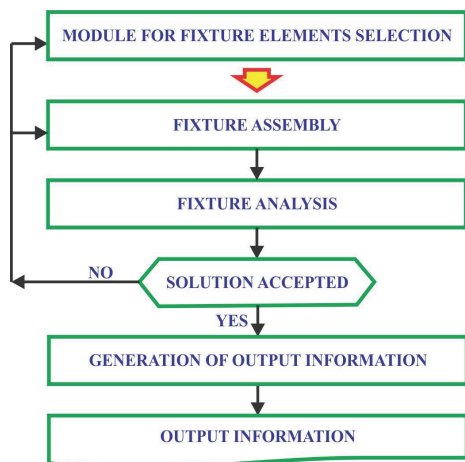 MODULE FOR FIXTURE ELEMENTS SELECTION
FIXTURE ASSEMBLY
FIXTURE ANALYSIS
SOLUTION ACCEPTED
NO
YES
GENERATION OF OUTPUT INFORMATION
OUTPUT INFORMATION